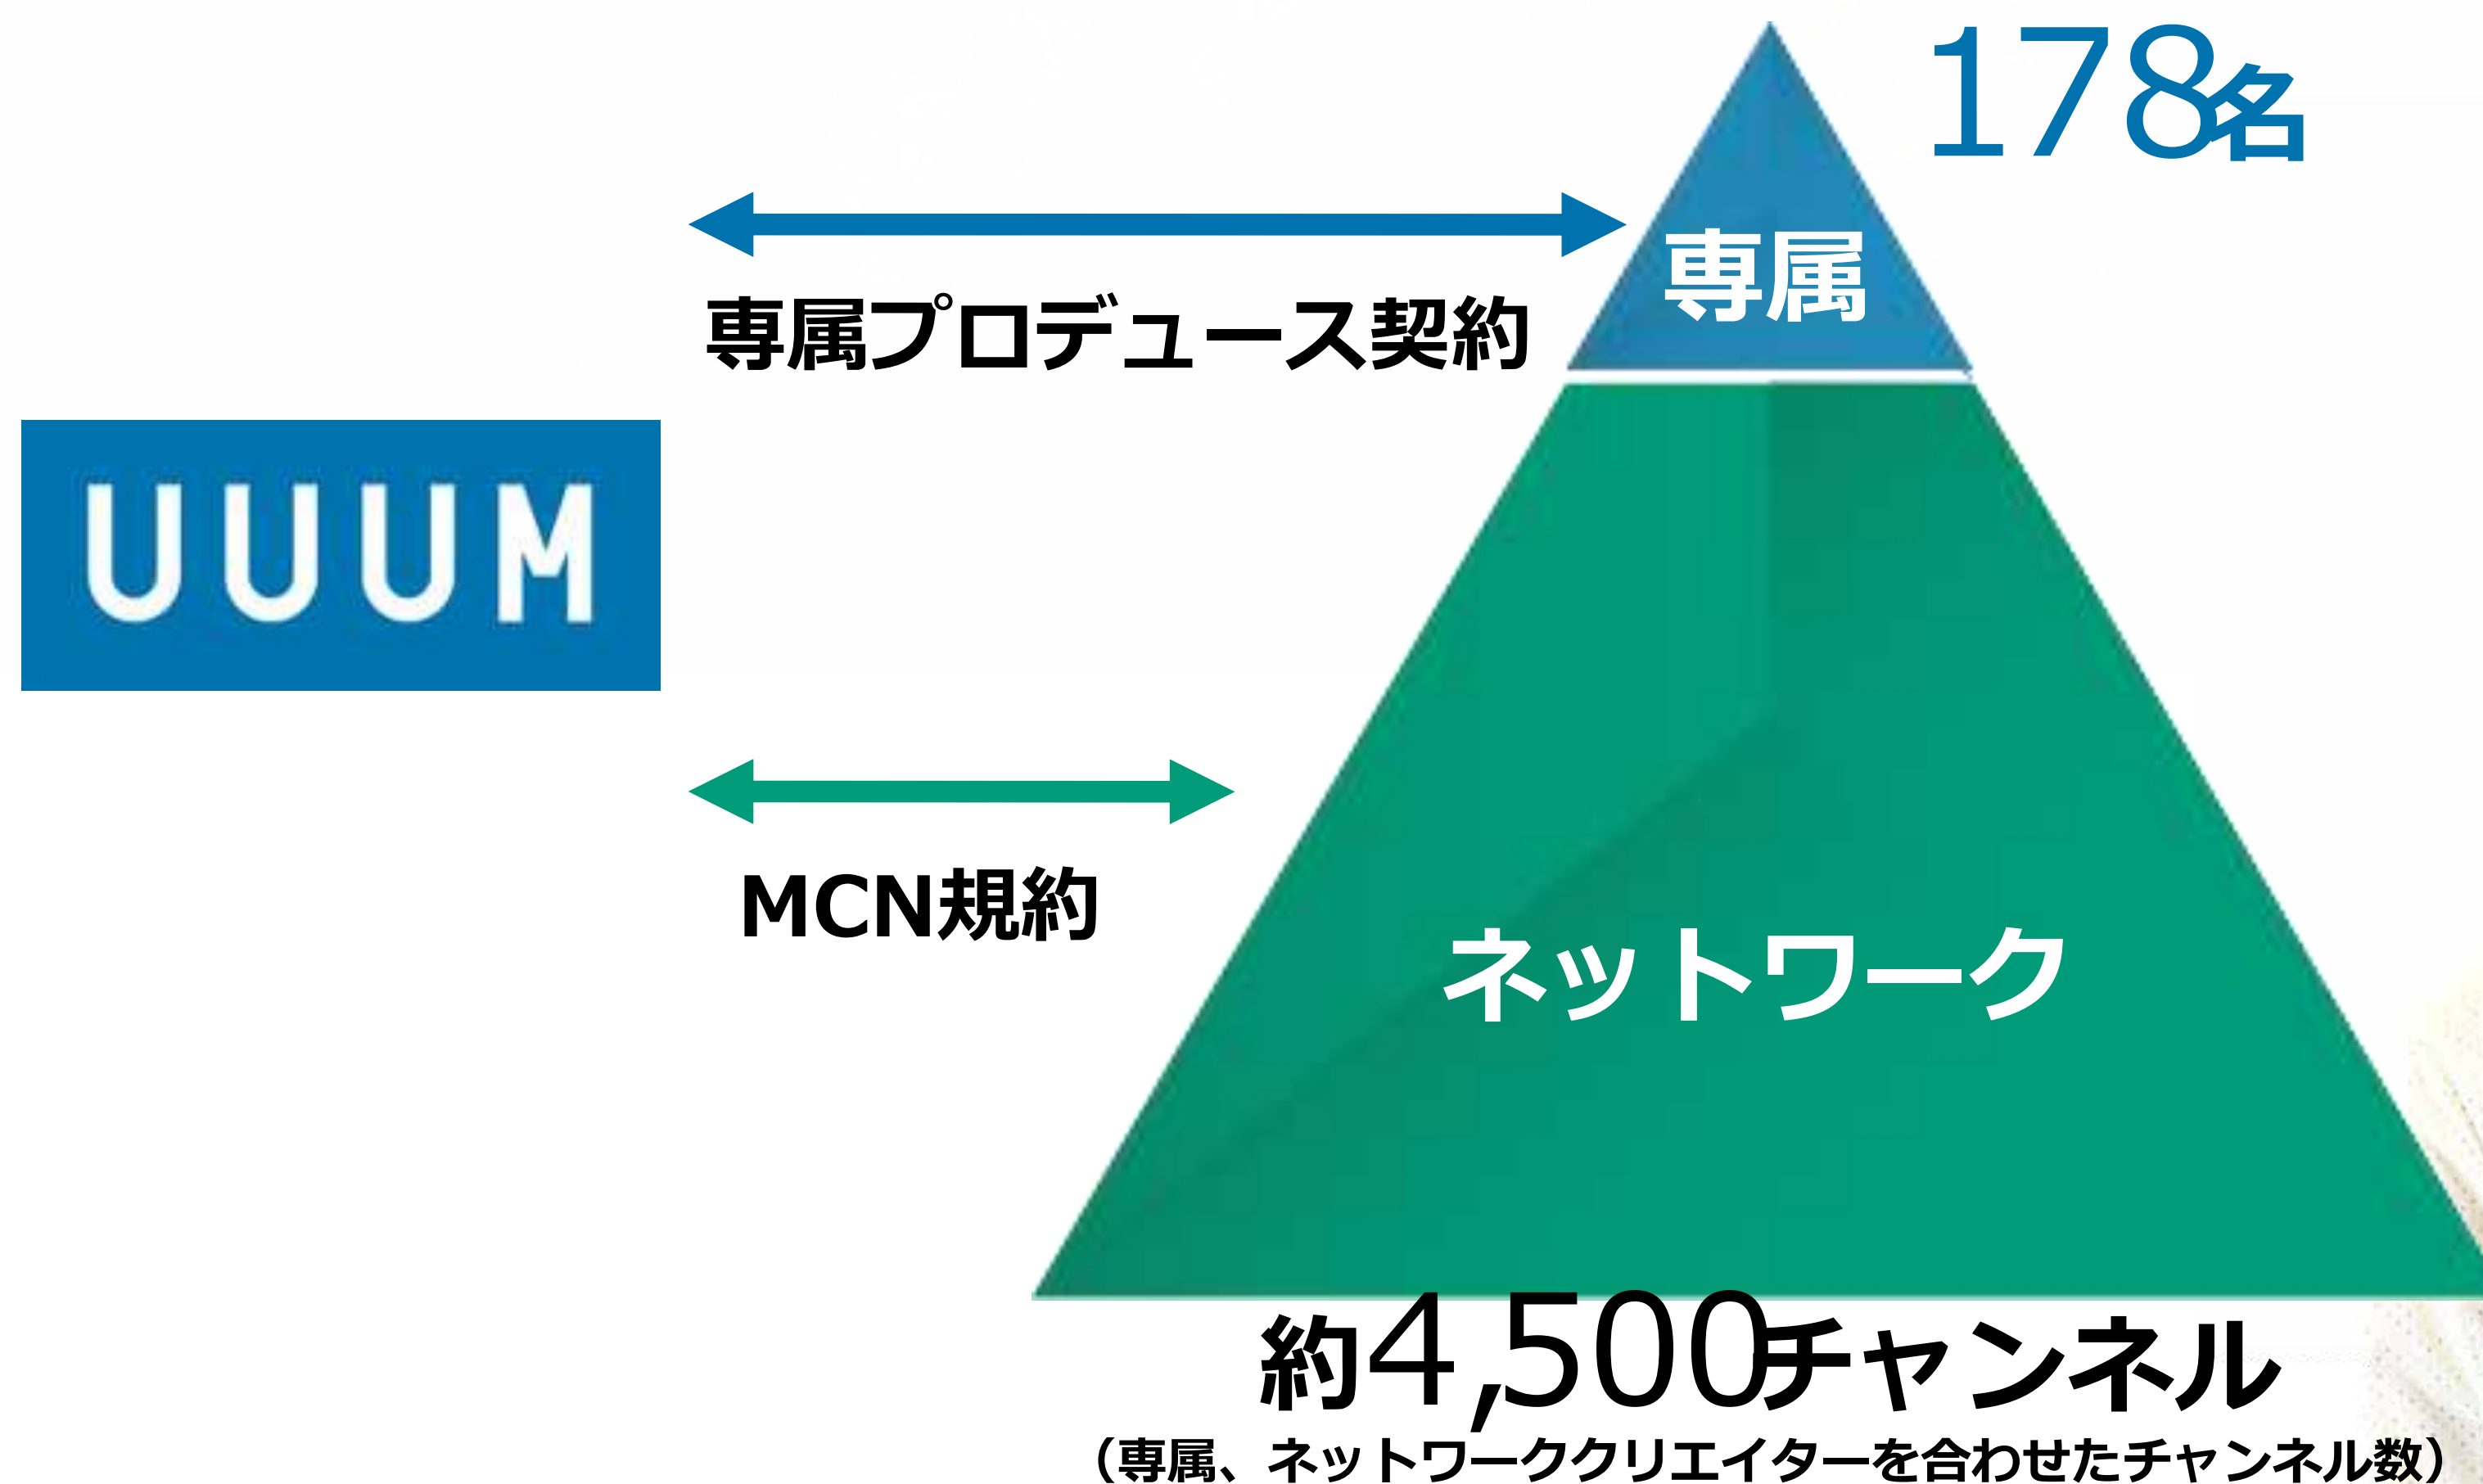 178名
専属
専属プロデュース契約
UUUM
MCN規約
ネットワーク
約4,500チャンネル
（専属、ネットワーククリエイターを合わせたチャンネル数）